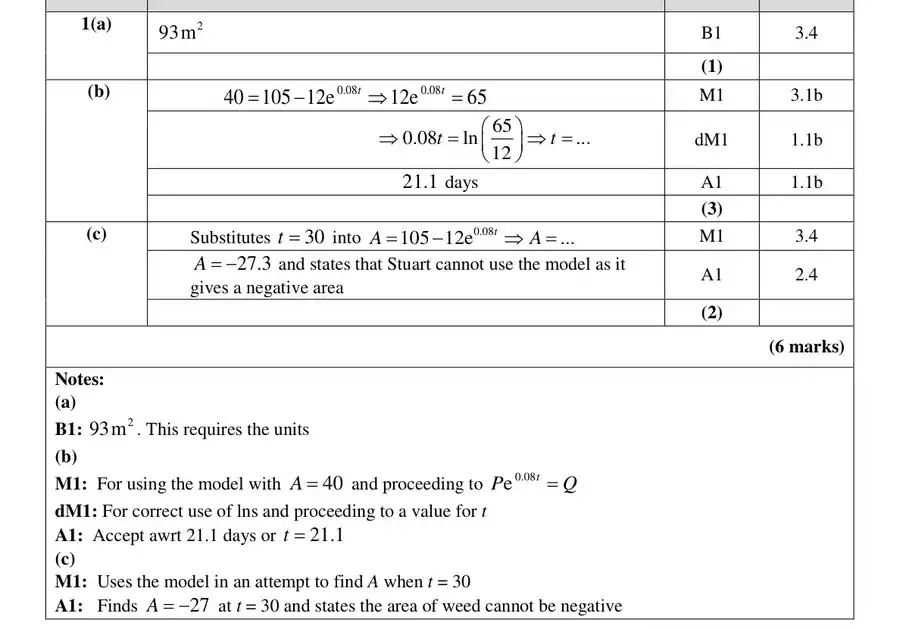 1(a) 93 m² B1 3.4
(1)
(b) 40 = 105 − 12e^0.08t ⇒ 12e^0.08t = 65 M1 3.1b
⇒ 0.08t = ln(65/12) ⇒ t = ... dM1 1.1b
21.1 days A1 1.1b
(3)
(c) Substitutes t = 30 into A = 105 − 12e^0.08t ⇒ A = ... M1 3.4
A = −27.3 and states that Stuart cannot use the model as it
gives a negative area A1 2.4
(2)
(6 marks)
Notes:
(a)
B1: 93 m². This requires the units
(b)
M1: For using the model with A = 40 and proceeding to Pe^0.08t = Q
dM1: For correct use of lns and proceeding to a value for t
A1: Accept awrt 21.1 days or t = 21.1
(c)
M1: Uses the model in an attempt to find A when t = 30
A1: Finds A = −27 at t = 30 and states the area of weed cannot be negative